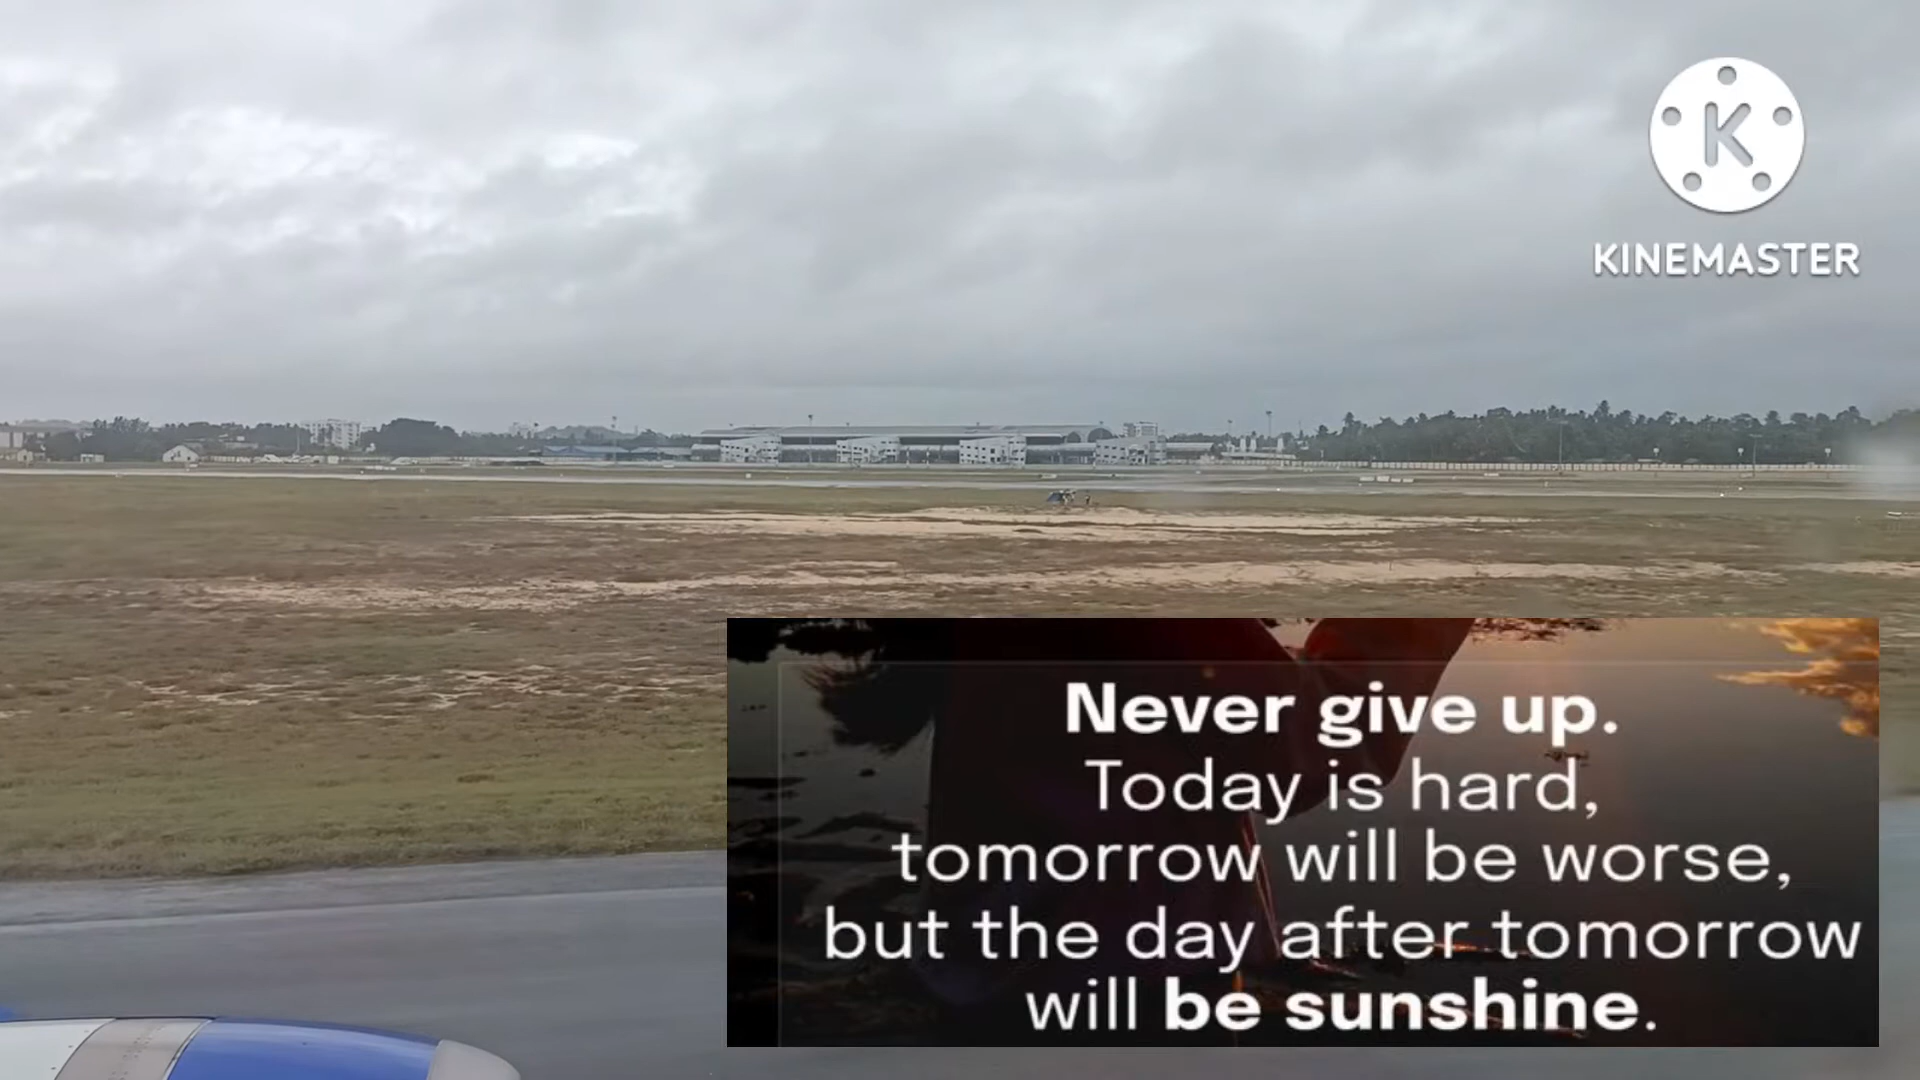 K
KINEMASTER
Never give up.
Today is hard,
tomorrow will be worse,
but the day after tomorrow
will be sunshine.